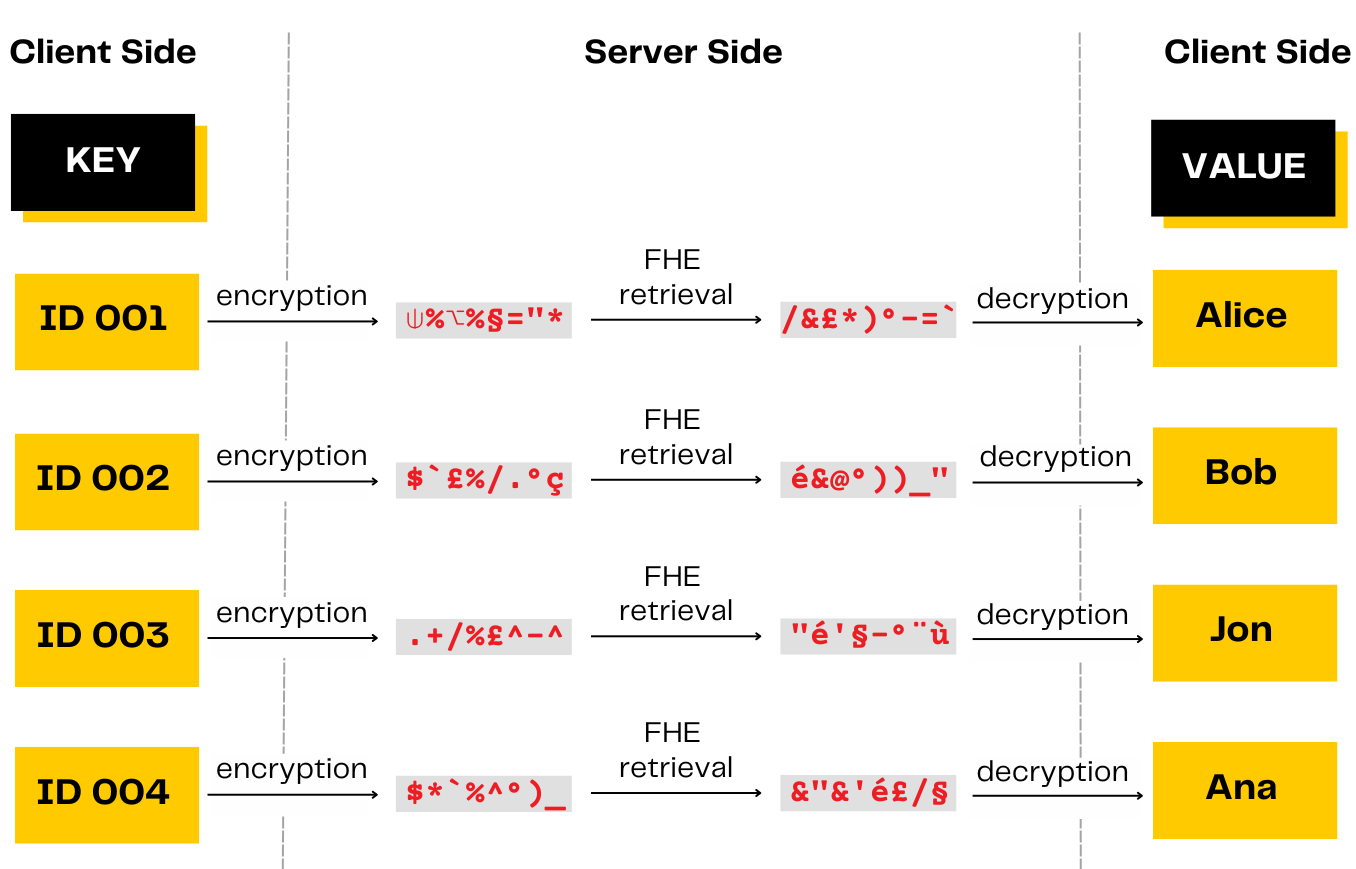 Client Side
Server Side
Client Side
KEY
VALUE
ID 001
encryption
ψ%⌥%§="*
FHE
retrieval
/&£*)°-=`
decryption
Alice
ID 002
encryption
$`£%/.°ç
FHE
retrieval
é&@°))_"
decryption
Bob
ID 003
encryption
.+/%£^-^
FHE
retrieval
"é'§-°¨ù
decryption
Jon
ID 004
encryption
$*`%^°)_
FHE
retrieval
&"&'é£/§
decryption
Ana